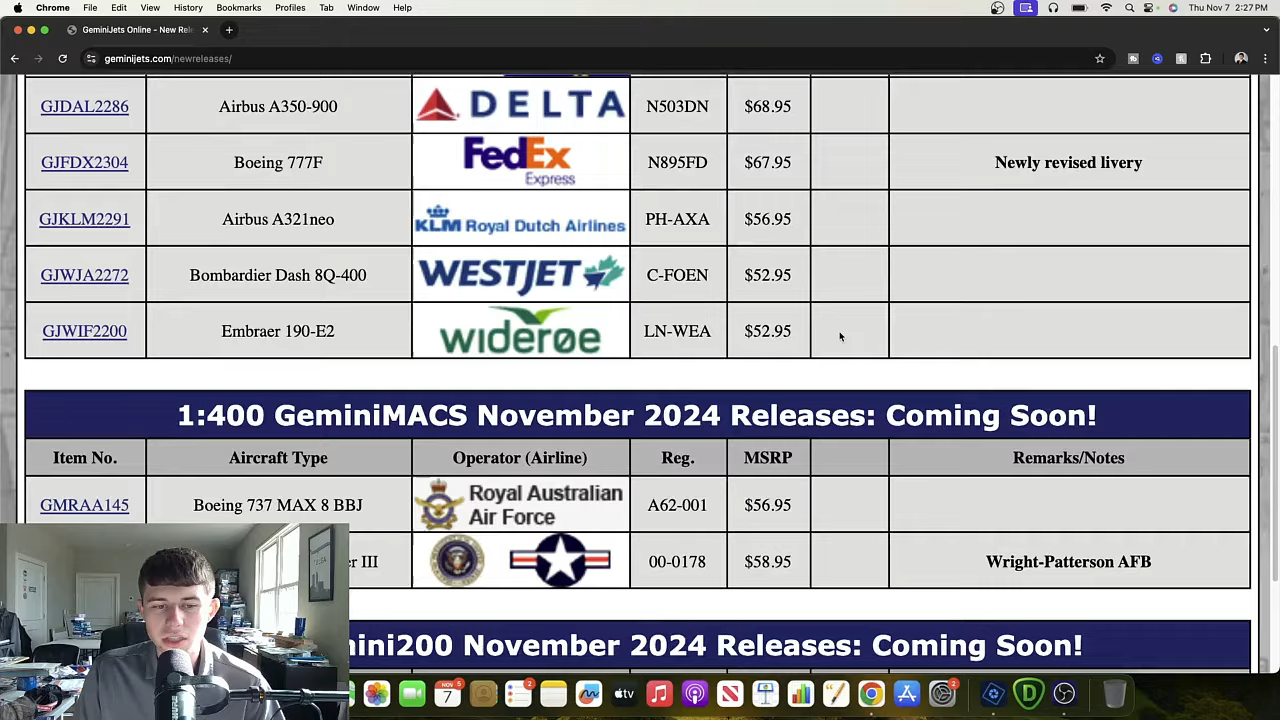 Chrome File Edit View History Bookmarks Profiles Tab Window Help Thu Nov 7 2:27 PM
GeminiJets Online - New Rel
geminijets.com/newreleases/
GJDAL2286 Airbus A350-900 DELTA N503DN $68.95
GJFDX2304 Boeing 777F FedEx Express N895FD $67.95 Newly revised livery
GJKLM2291 Airbus A321neo KLM Royal Dutch Airlines PH-AXA $56.95
GJWJA2272 Bombardier Dash 8Q-400 WESTJET C-FOEN $52.95
GJWIF2200 Embraer 190-E2 widerøe LN-WEA $52.95
1:400 GeminiMACS November 2024 Releases: Coming Soon!
Item No. Aircraft Type Operator (Airline) Reg. MSRP Remarks/Notes
GMRAA145 Boeing 737 MAX 8 BBJ Royal Australian Air Force A62-001 $56.95
er III 00-0178 $58.95 Wright-Patterson AFB
ini200 November 2024 Releases: Coming Soon!